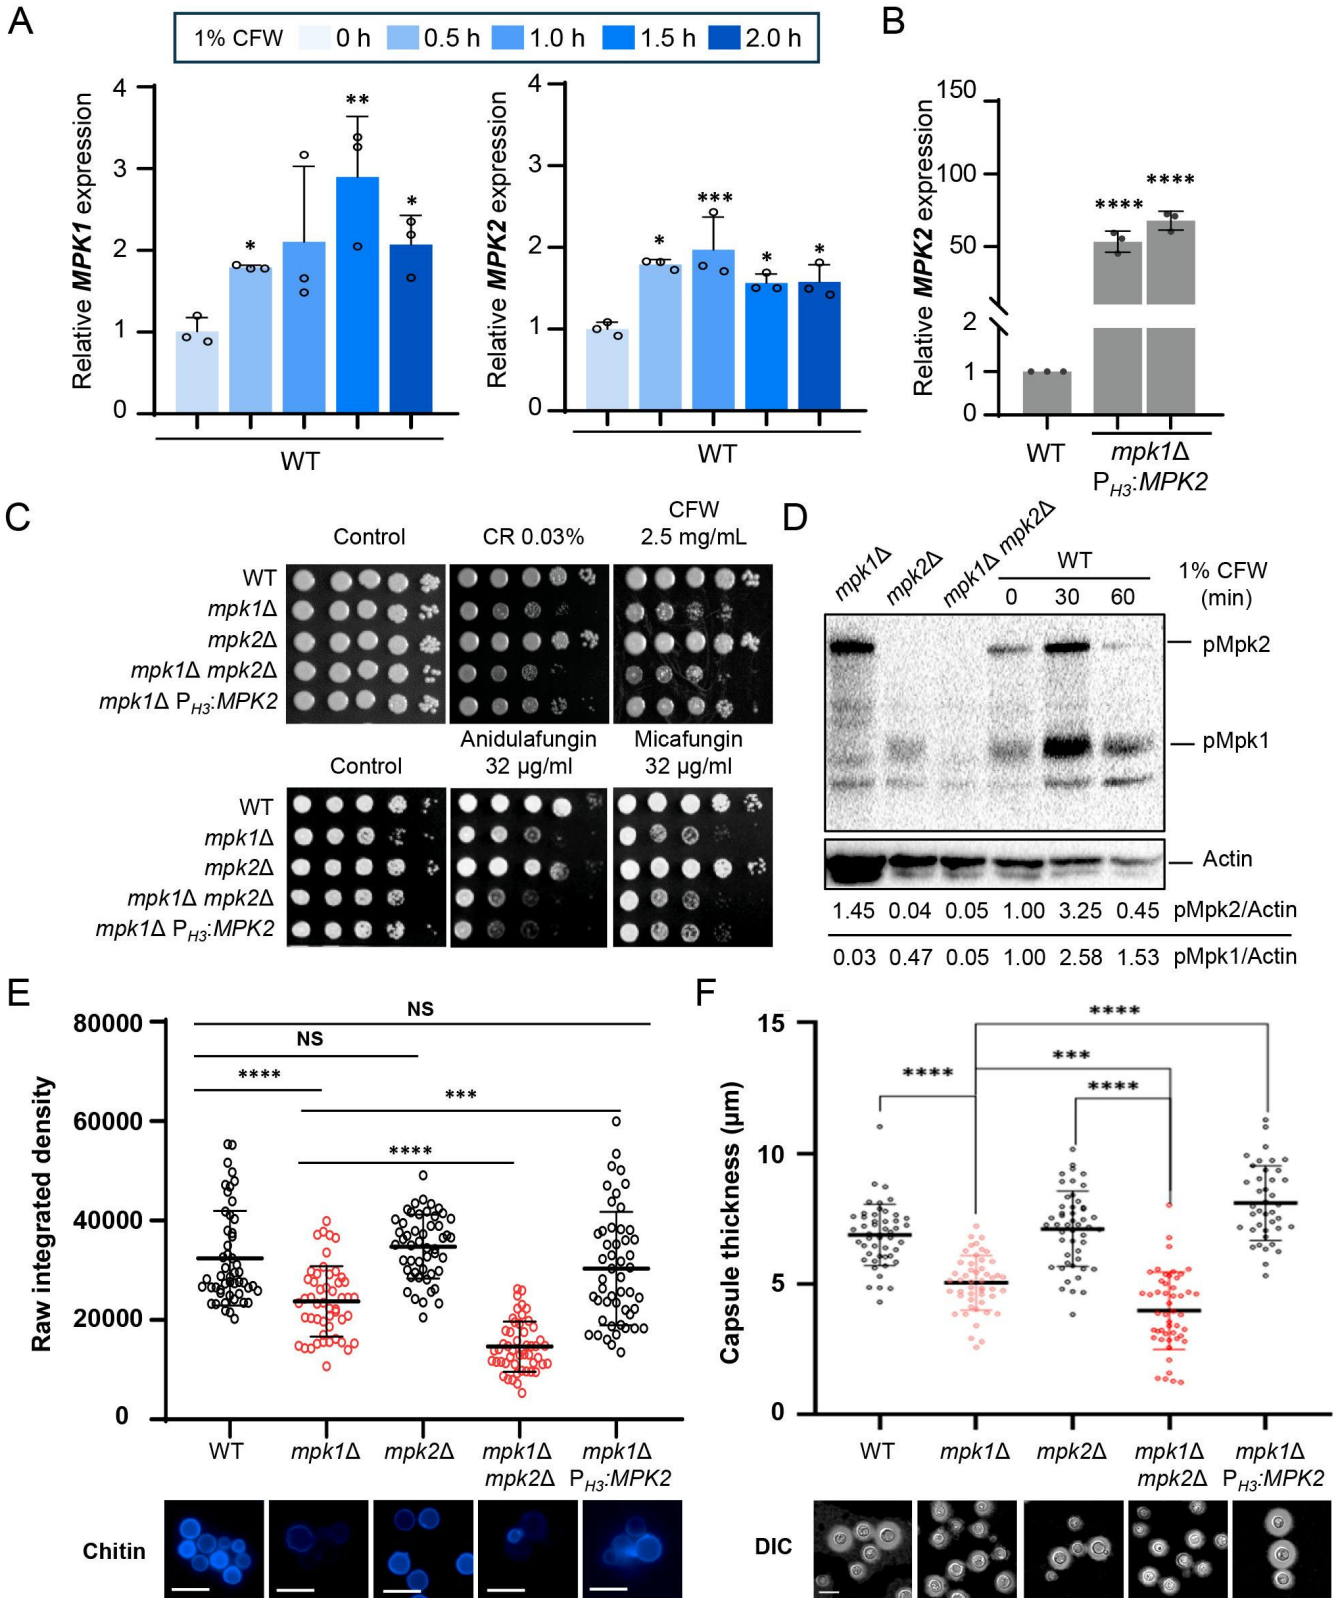 A
1% CFW 0 h 0.5 h 1.0 h 1.5 h 2.0 h
B
Relative MPK1 expression
4
3
2
1
0
*
**
*
WT
Relative MPK2 expression
4
3
2
1
0
*
***
*
*
WT
Relative MPK2 expression
150
100
50
2
1
0
****
****
WT
mpk1Δ
PH3:MPK2
C
Control
CR 0.03%
CFW
2.5 mg/mL
WT
mpk1Δ
mpk2Δ
mpk1Δ mpk2Δ
mpk1Δ PH3:MPK2
Control
Anidulafungin
32 µg/ml
Micafungin
32 µg/ml
WT
mpk1Δ
mpk2Δ
mpk1Δ mpk2Δ
mpk1Δ PH3:MPK2
D
mpk1Δ
mpk2Δ
mpk1Δ mpk2Δ
WT
0 30 60
1% CFW
(min)
pMpk2
pMpk1
Actin
1.45 0.04 0.05 1.00 3.25 0.45 pMpk2/Actin
0.03 0.47 0.05 1.00 2.58 1.53 pMpk1/Actin
E
Raw integrated density
80000
60000
40000
20000
0
NS
NS
****
***
****
WT
mpk1Δ
mpk2Δ
mpk1Δ
mpk2Δ
mpk1Δ
PH3:MPK2
Chitin
F
Capsule thickness (µm)
15
10
5
0
****
****
***
****
WT
mpk1Δ
mpk2Δ
mpk1Δ
mpk2Δ
mpk1Δ
PH3:MPK2
DIC